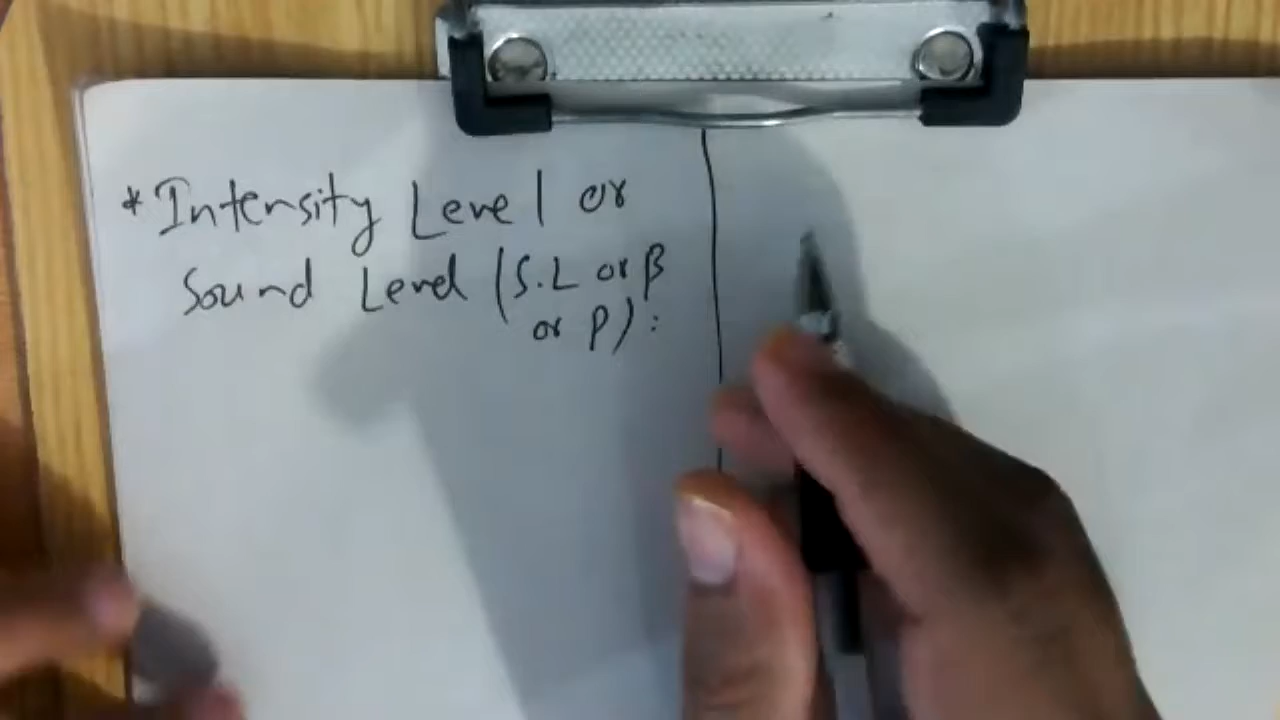 * Intensity Level or
Sound Level (S.L or β
or P):